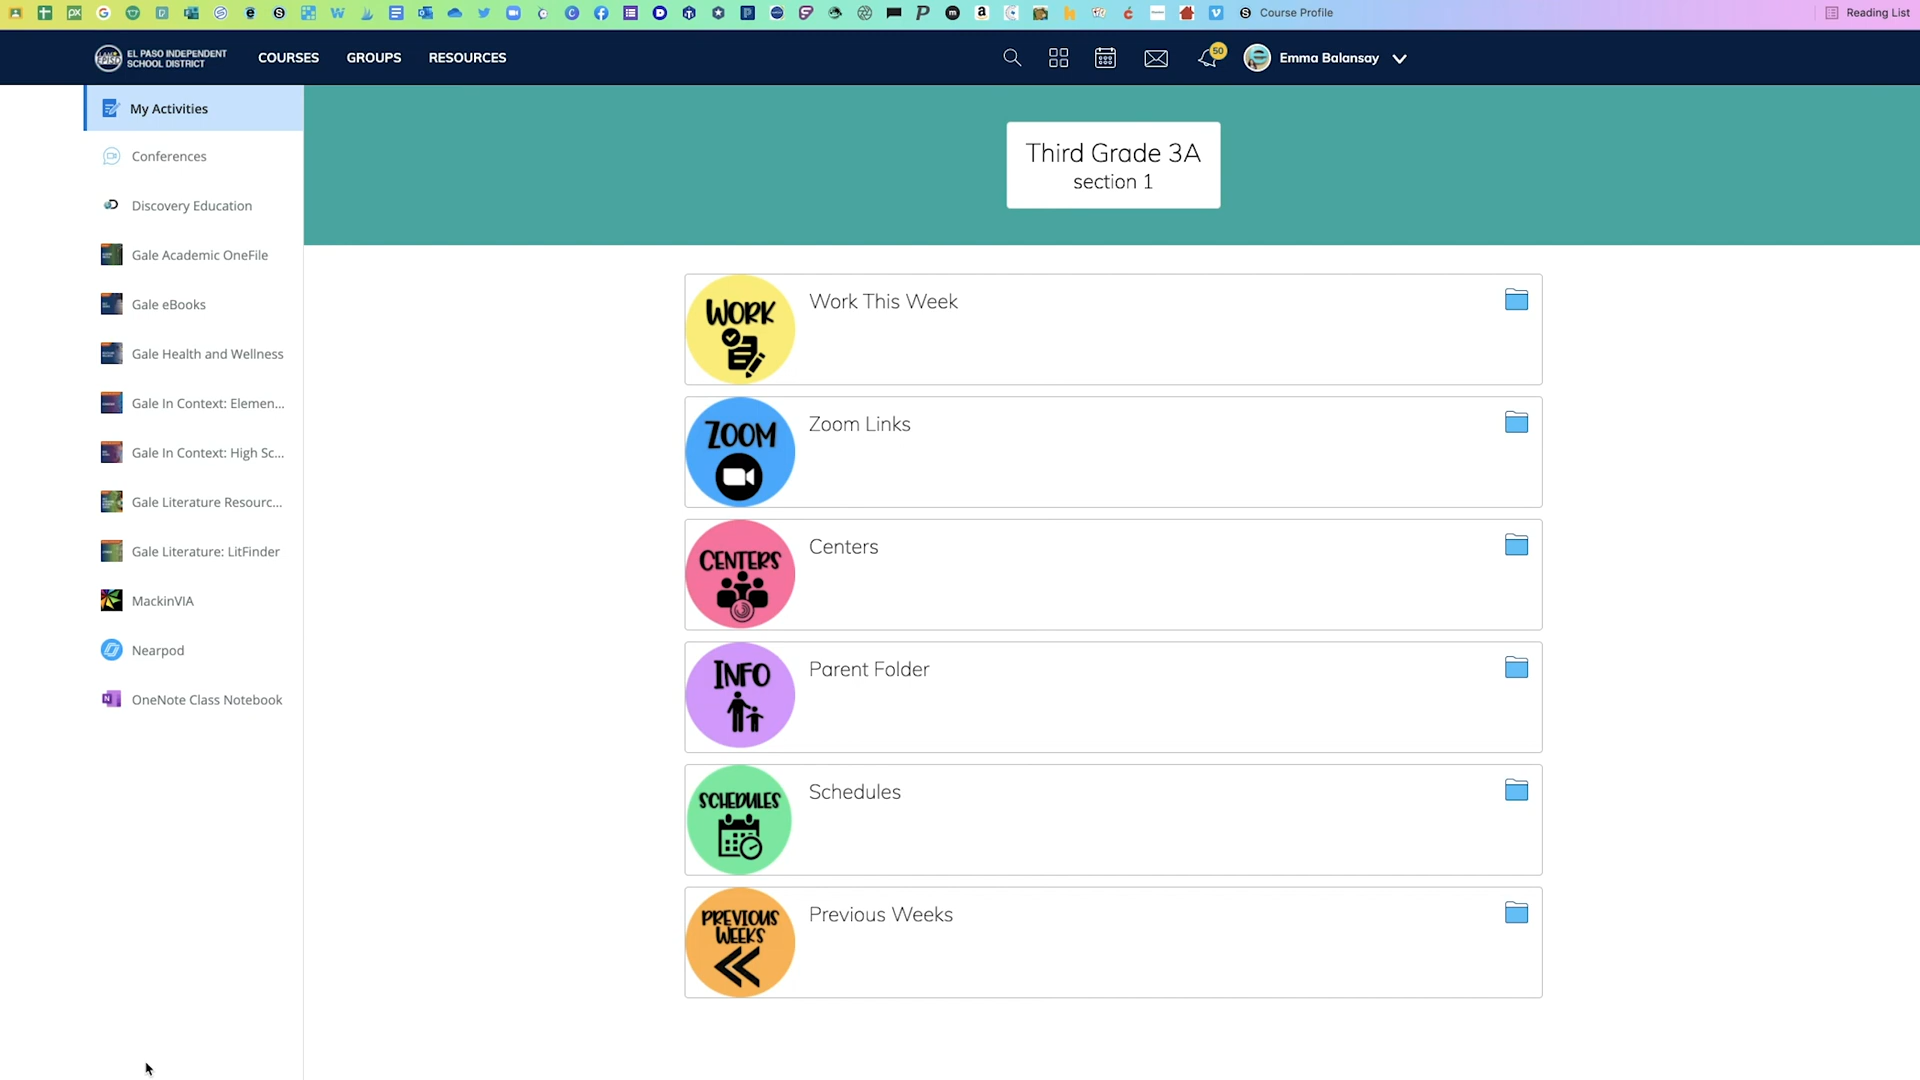 Course Profile
Reading List
EL PASO INDEPENDENT
SCHOOL DISTRICT
COURSES
GROUPS
RESOURCES
50
Emma Balansay
My Activities
Conferences
Discovery Education
Gale Academic OneFile
Gale eBooks
Gale Health and Wellness
Gale In Context: Elemen...
Gale In Context: High Sc...
Gale Literature Resourc...
Gale Literature: LitFinder
MackinVIA
Nearpod
OneNote Class Notebook
Third Grade 3A
section 1
WORK
Work This Week
ZOOM
Zoom Links
CENTERS
Centers
INFO
Parent Folder
SCHEDULES
Schedules
PREVIOUS
WEEKS
Previous Weeks